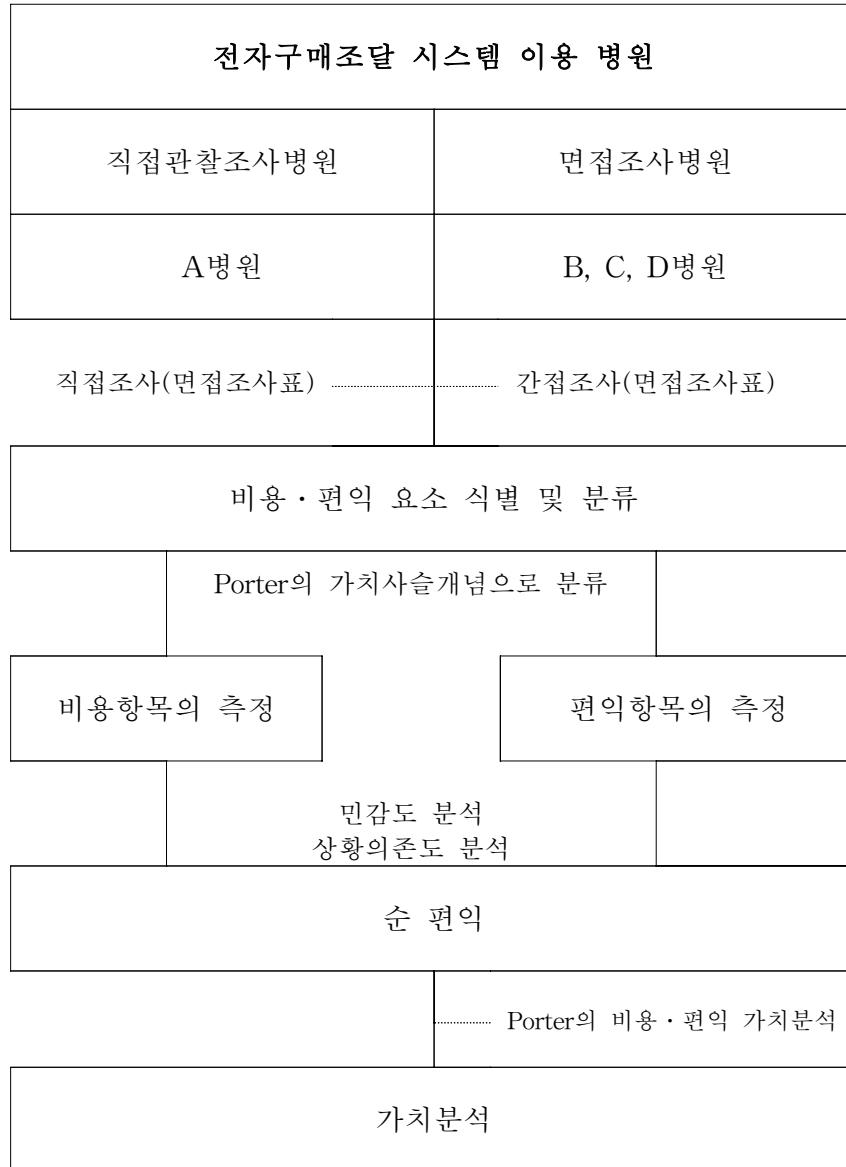 전자구매조달 시스템 이용 병원
직접관찰조사병원
면접조사병원
A병원
B, C, D병원
직접조사(면접조사표)
간접조사(면접조사표)
비용·편익 요소 식별 및 분류
Porter의 가치사슬개념으로 분류
비용항목의 측정
편익항목의 측정
민감도 분석
상황의존도 분석
순 편익
Porter의 비용·편익 가치분석
가치분석